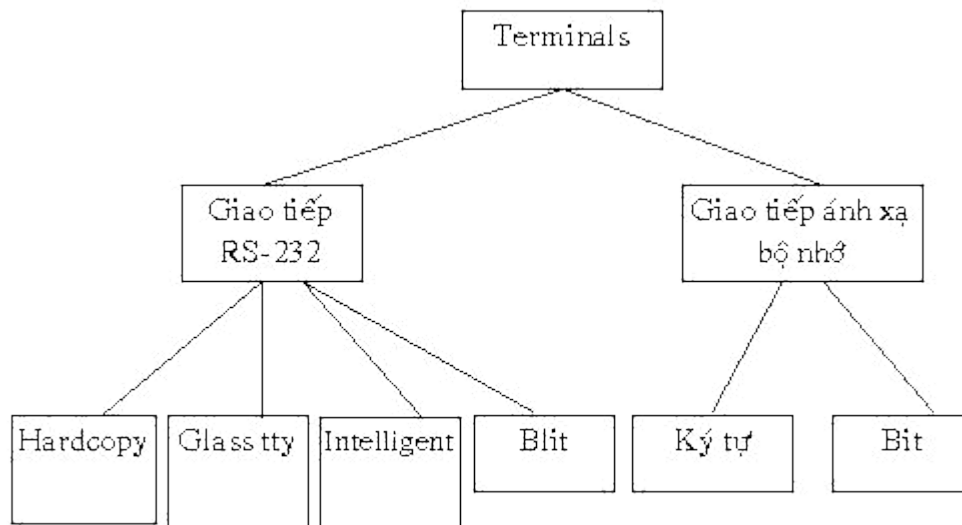 Terminals
Giao tiếp
RS-232
Giao tiếp ánh xạ
bộ nhớ
Hardcopy
Glass tty
Intelligent
Blit
Ký tự
Bit